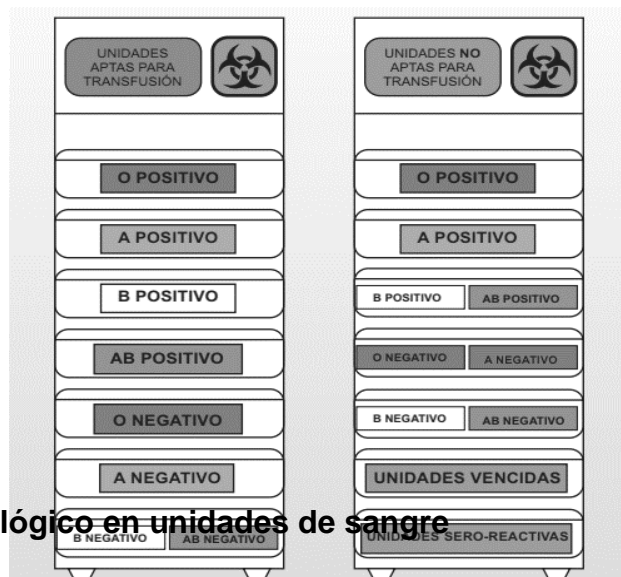 UNIDADES
APTAS PARA
TRANSFUSIÓN
O POSITIVO
A POSITIVO
B POSITIVO
AB POSITIVO
O NEGATIVO
A NEGATIVO
B NEGATIVO AB NEGATIVO
UNIDADES NO
APTAS PARA
TRANSFUSIÓN
O POSITIVO
A POSITIVO
B POSITIVO AB POSITIVO
O NEGATIVO A NEGATIVO
B NEGATIVO AB NEGATIVO
UNIDADES VENCIDAS
UNIDADES SERO-REACTIVAS
lógico en unidades de sangre